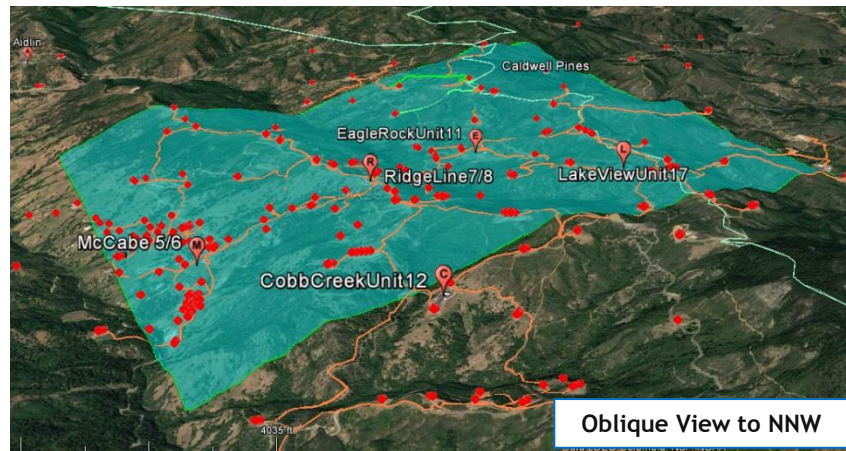 Aidlin
Caldwell Pines
EagleRockUnit11
E
R
RidgeLine7/8
L
LakeViewUnit17
McCabe 5/6
M
CobbCreekUnit12
C
4035 ft
Oblique View to NNW